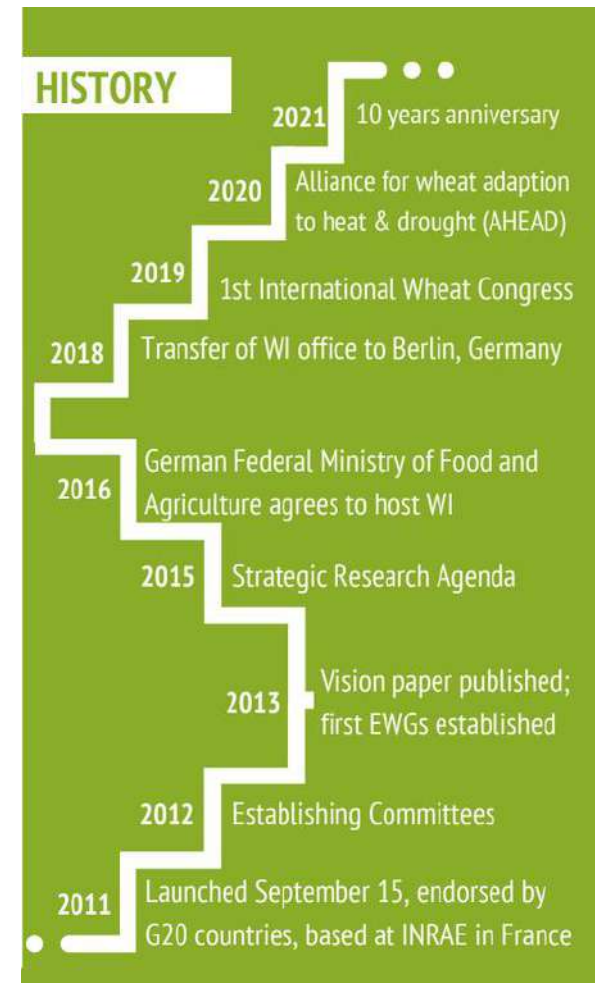 HISTORY
2021 10 years anniversary
2020 Alliance for wheat adaption
to heat & drought (AHEAD)
2019 1st International Wheat Congress
2018 Transfer of WI office to Berlin, Germany
2016 German Federal Ministry of Food and
Agriculture agrees to host WI
2015 Strategic Research Agenda
2013 Vision paper published;
first EWGs established
2012 Establishing Committees
2011 Launched September 15, endorsed by
G20 countries, based at INRAE in France